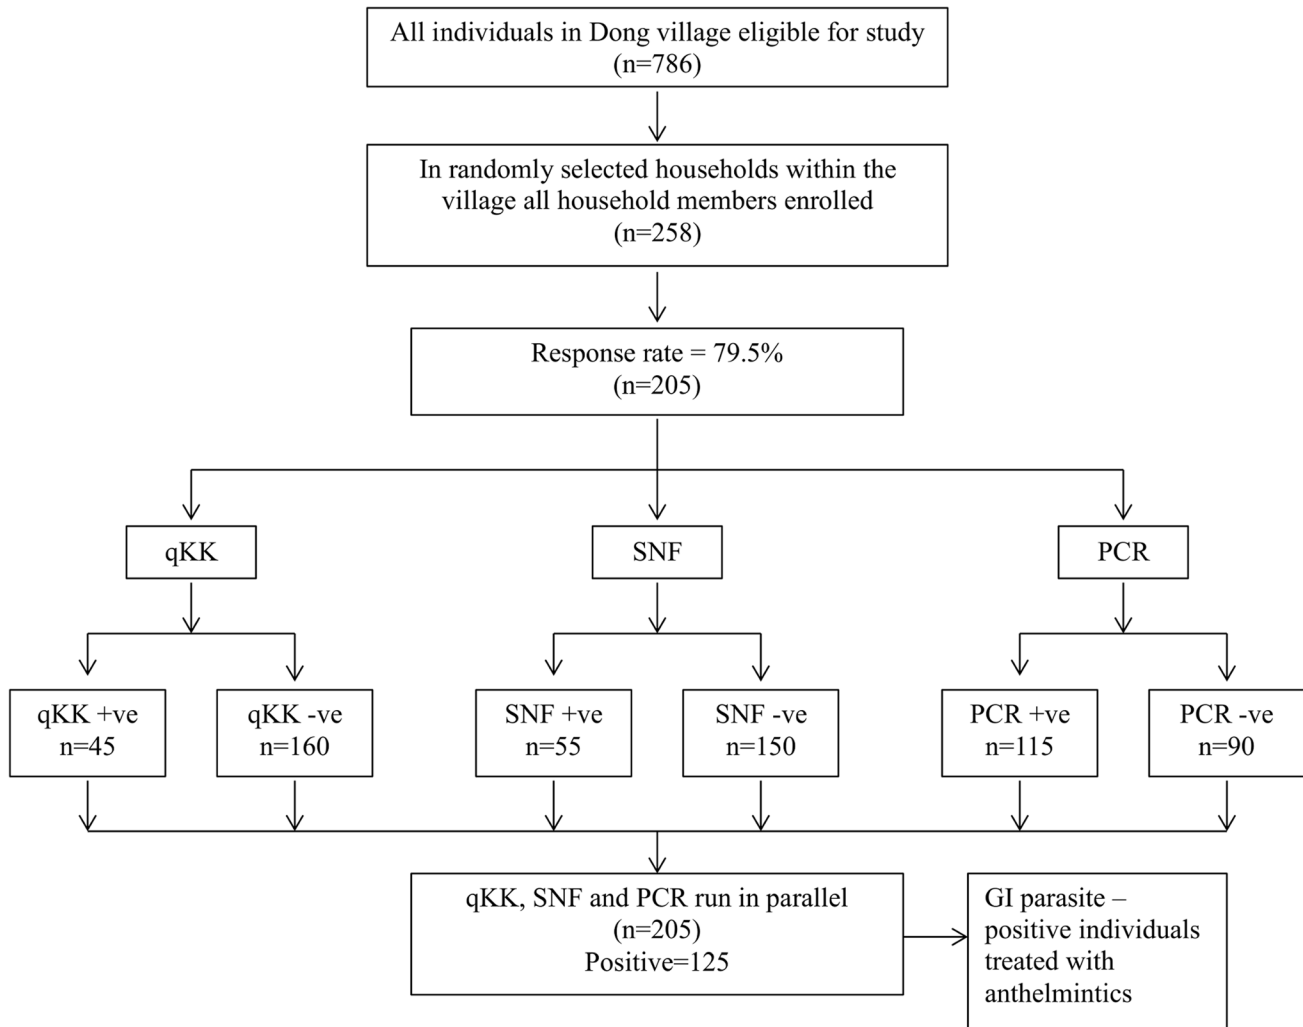 All individuals in Dong village eligible for study
(n=786)
In randomly selected households within the
village all household members enrolled
(n=258)
Response rate = 79.5%
(n=205)
qKK
SNF
PCR
qKK +ve
n=45
qKK -ve
n=160
SNF +ve
n=55
SNF -ve
n=150
PCR +ve
n=115
PCR -ve
n=90
qKK, SNF and PCR run in parallel
(n=205)
Positive=125
GI parasite –
positive individuals
treated with
anthelmintics